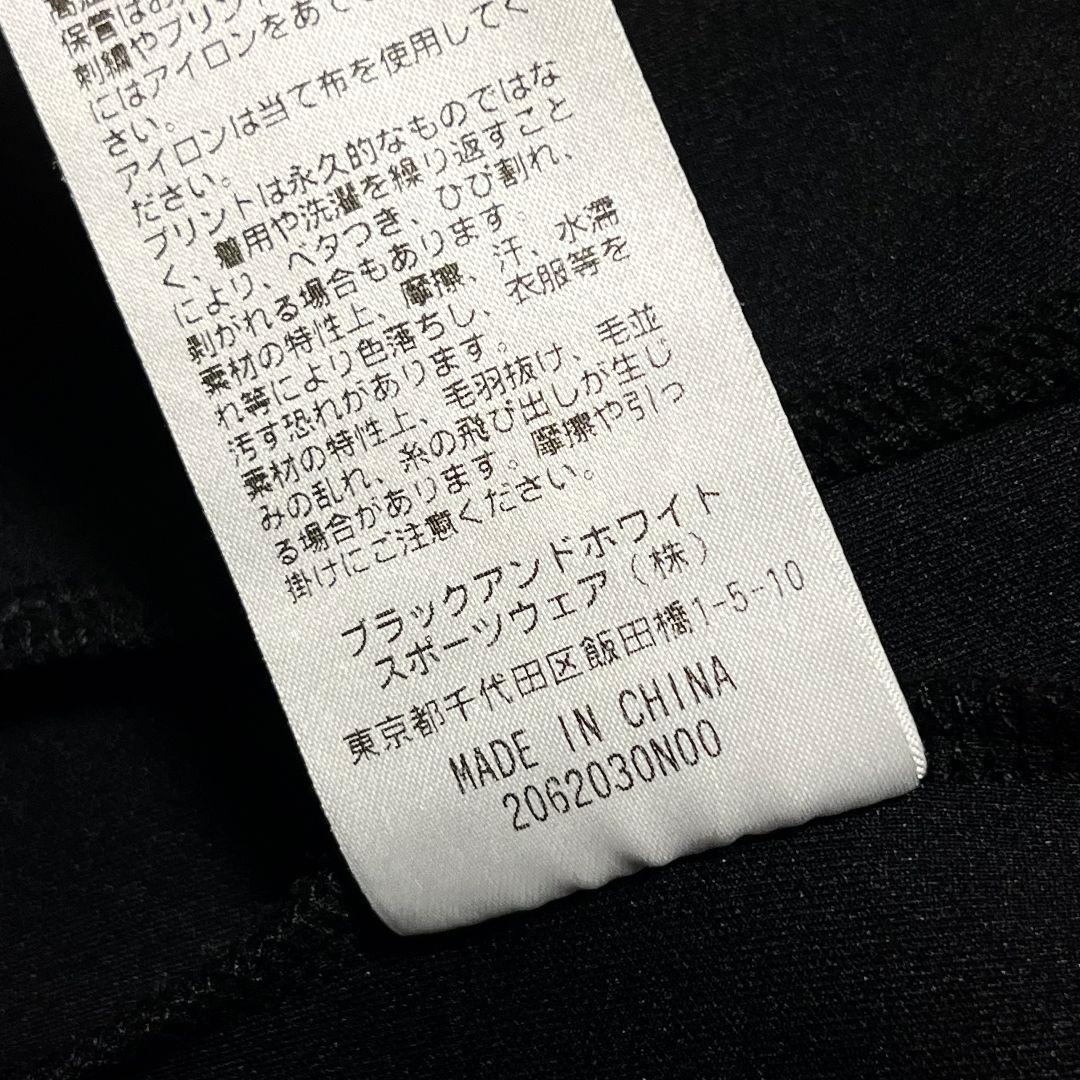 保管はお
刺繍やプリント
にはアイロンをあて
さい。
アイロンは当て布を使用してく
ださい。
プリントは永久的なものではな
く、着用や洗濯を繰り返すこと
により、ベタつき、ひび割れ、
剥がれる場合もあります。
素材の特性上、摩擦、汗、水濡
れ等により色落ちし、衣服等を
汚す恐れがあります。
素材の特性上、毛羽抜け、毛並
みの乱れ、糸の飛び出しが生じ
る場合があります。摩擦や引っ
掛けにご注意ください。
ブラックアンドホワイト
スポーツウェア(株)
東京都千代田区飯田橋1-5-10
MADE IN CHINA
2062030N00